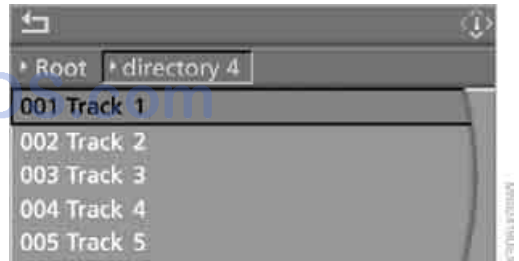 Root directory 4
001 Track 1
002 Track 2
003 Track 3
004 Track 4
005 Track 5